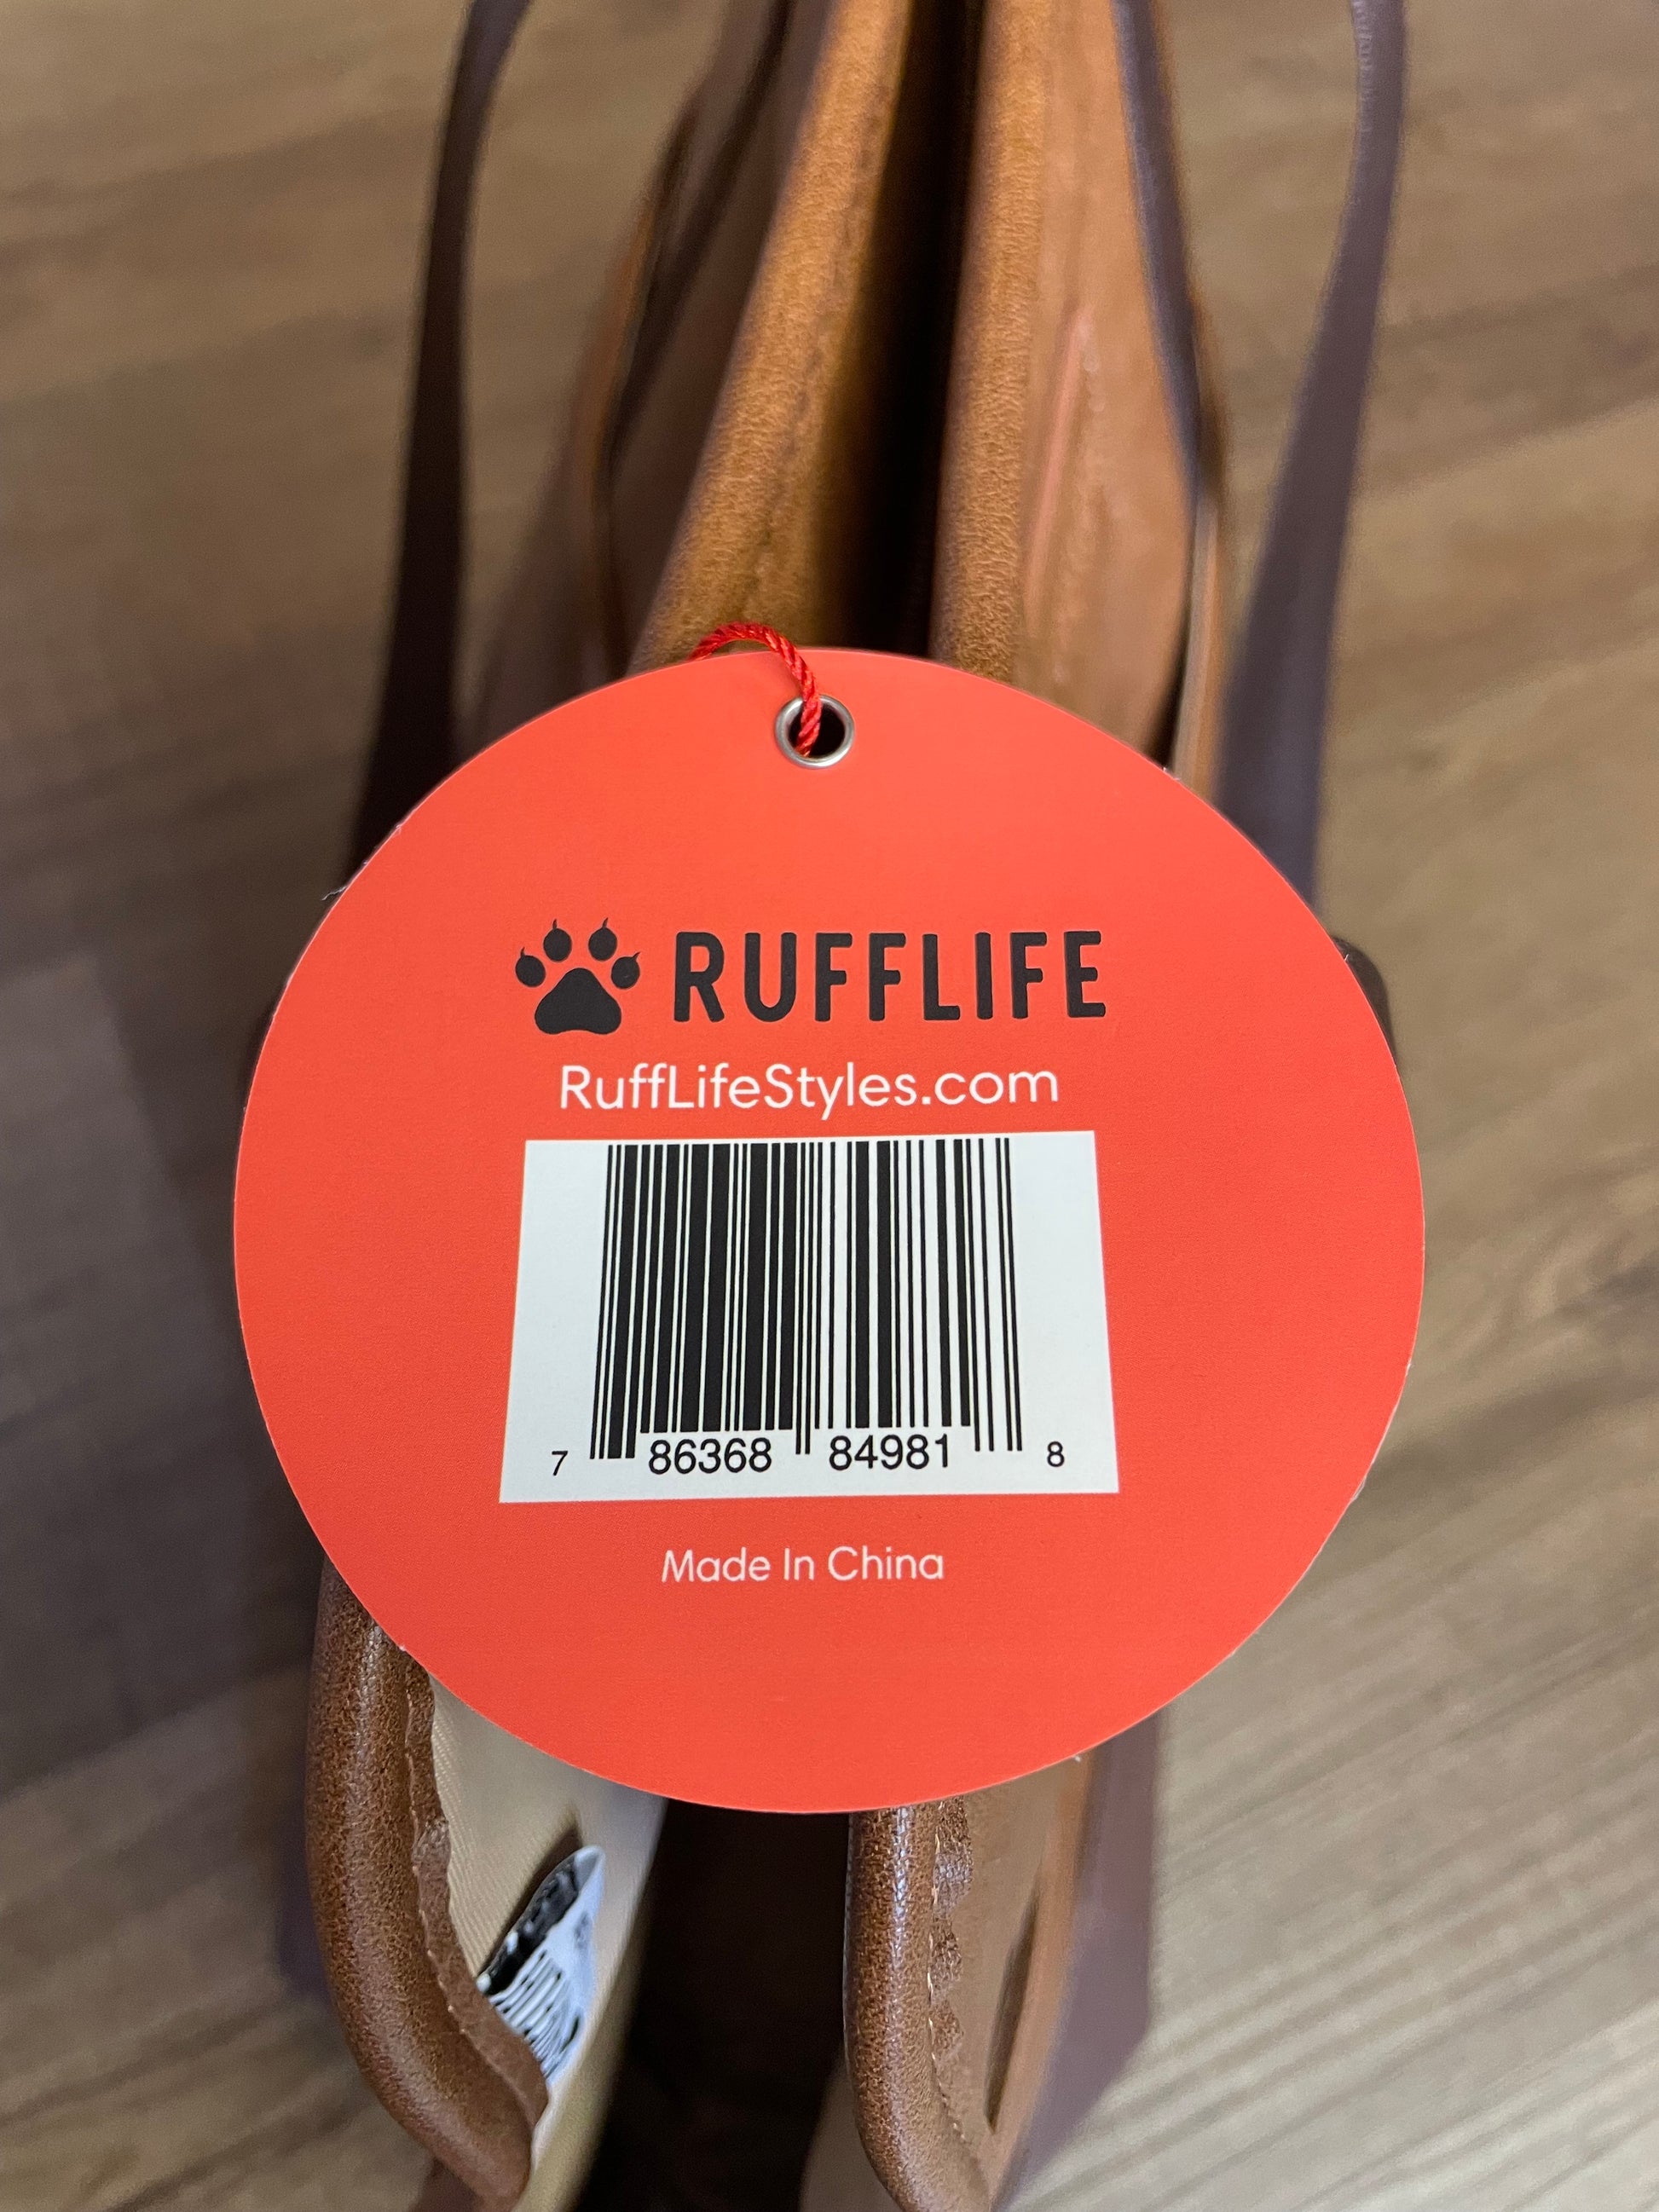 RUFFLIFE
RuffLifeStyles.com
7 86368 84981 8
Made In China